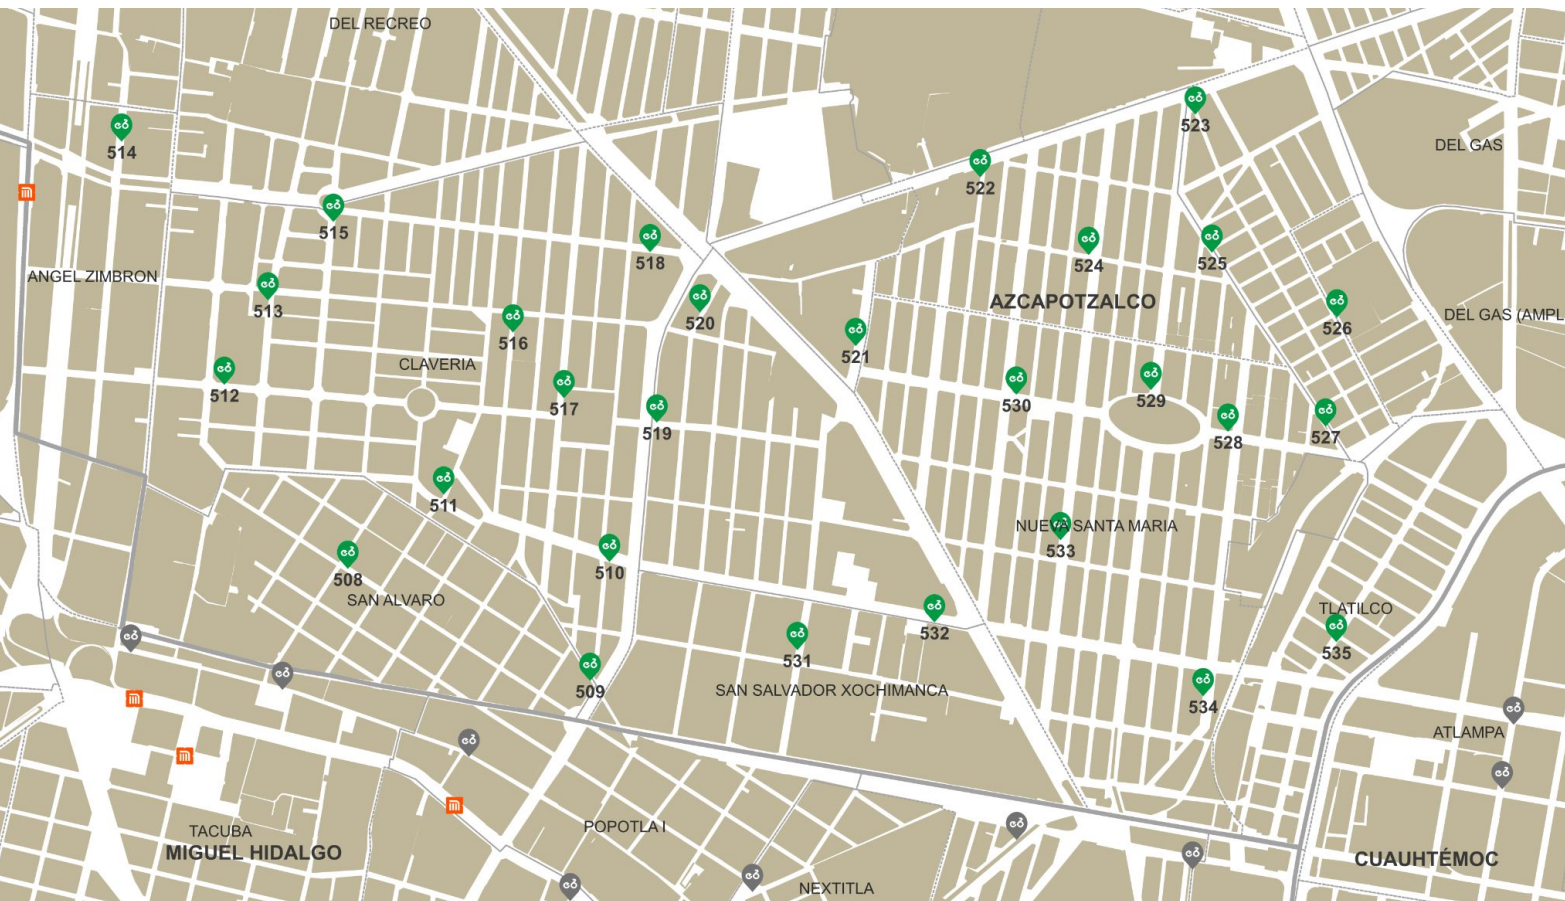 DEL RECREO
523
514
DEL GAS
522
515
518
524
525
ANGEL ZIMBRON
513
AZCAPOTZALCO
520
526
DEL GAS (AMPL
516
521
CLAVERIA
512
517
530
529
519
528
527
511
NUEVA SANTA MARIA
533
510
508
SAN ALVARO
TLATILCO
532
535
531
509
SAN SALVADOR XOCHIMANCA
534
ATLAMPA
TACUBA
POPOTLA I
MIGUEL HIDALGO
CUAUHTÉMOC
NEXTITLA